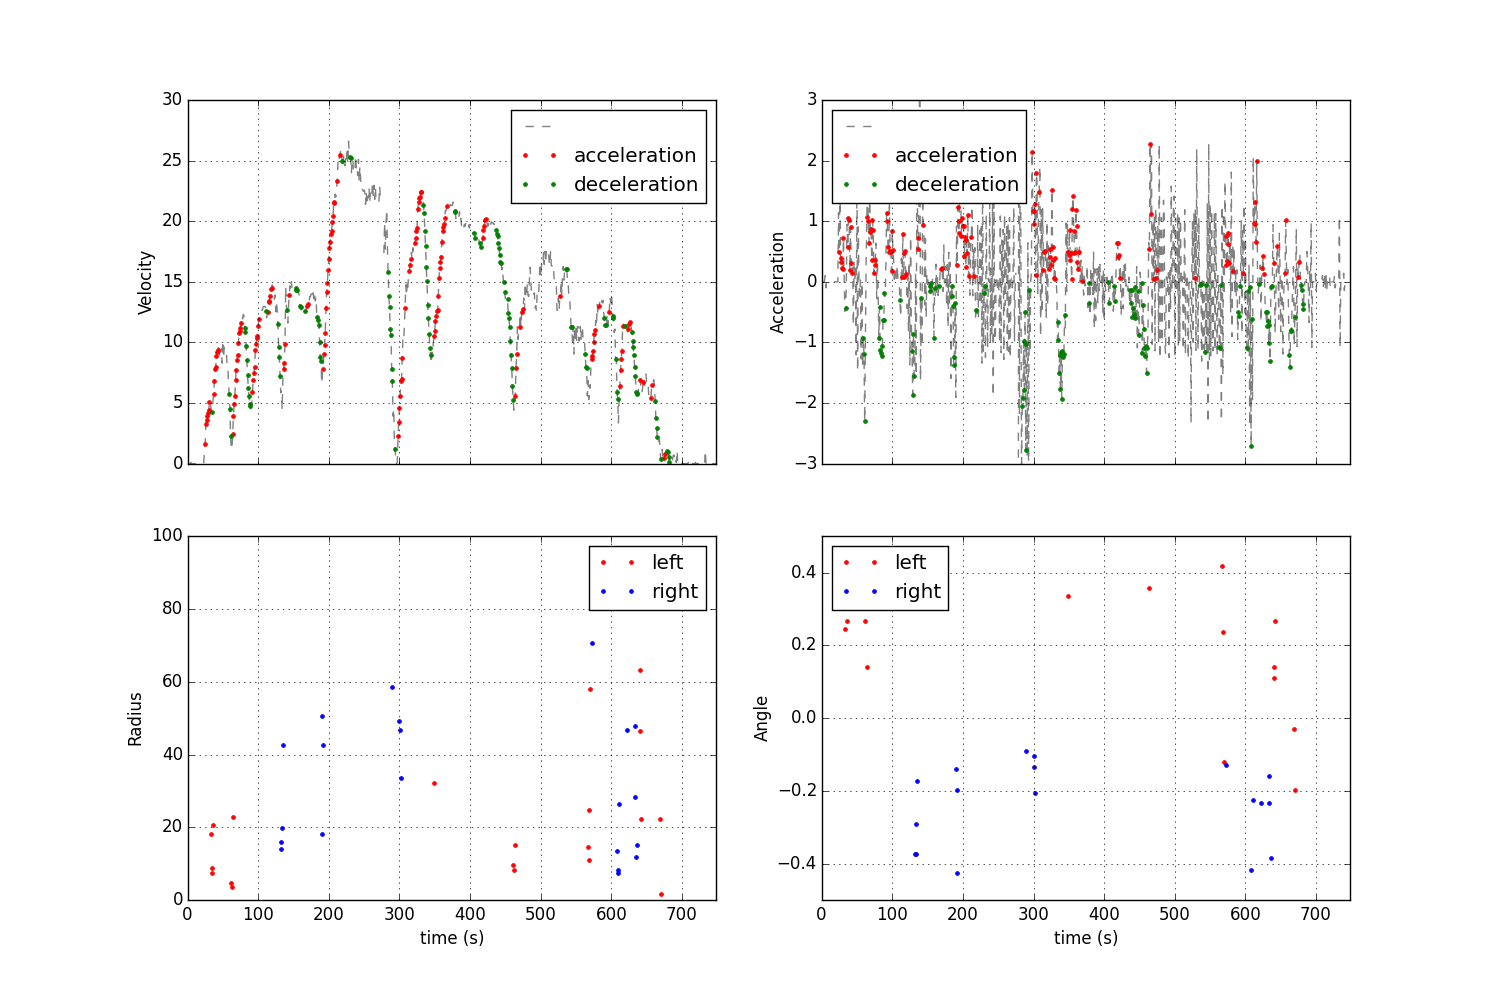 30
25
20
15
10
5
0
Velocity
acceleration
deceleration
3
2
1
0
−1
−2
−3
Acceleration
acceleration
deceleration
100
80
60
40
20
0
Radius
left
right
0 100 200 300 400 500 600 700
time (s)
0.4
0.2
0.0
−0.2
−0.4
Angle
left
right
0 100 200 300 400 500 600 700
time (s)